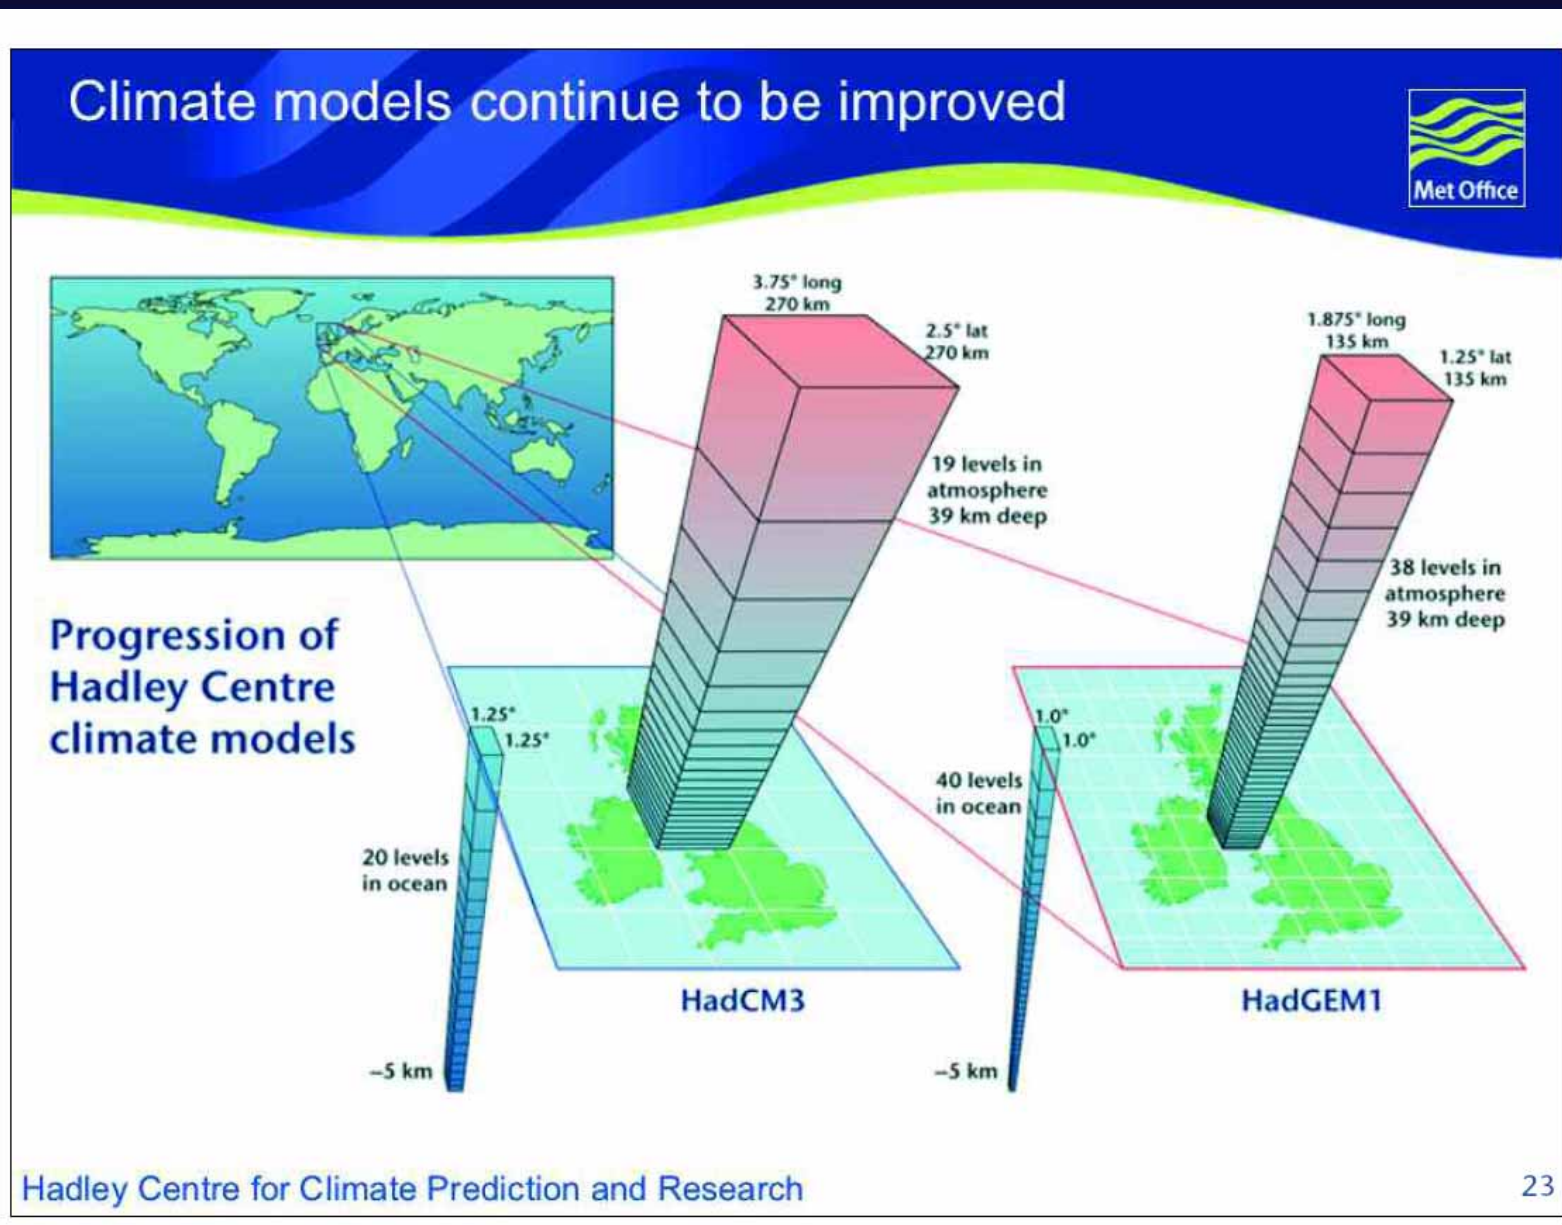 Climate models continue to be improved
Met Office
3.75° long
270 km
2.5° lat
270 km
19 levels in
atmosphere
39 km deep
1.875° long
135 km
1.25° lat
135 km
38 levels in
atmosphere
39 km deep
Progression of
Hadley Centre
climate models
1.25°
1.25°
20 levels
in ocean
–5 km
HadCM3
1.0°
1.0°
40 levels
in ocean
–5 km
HadGEM1
Hadley Centre for Climate Prediction and Research
23